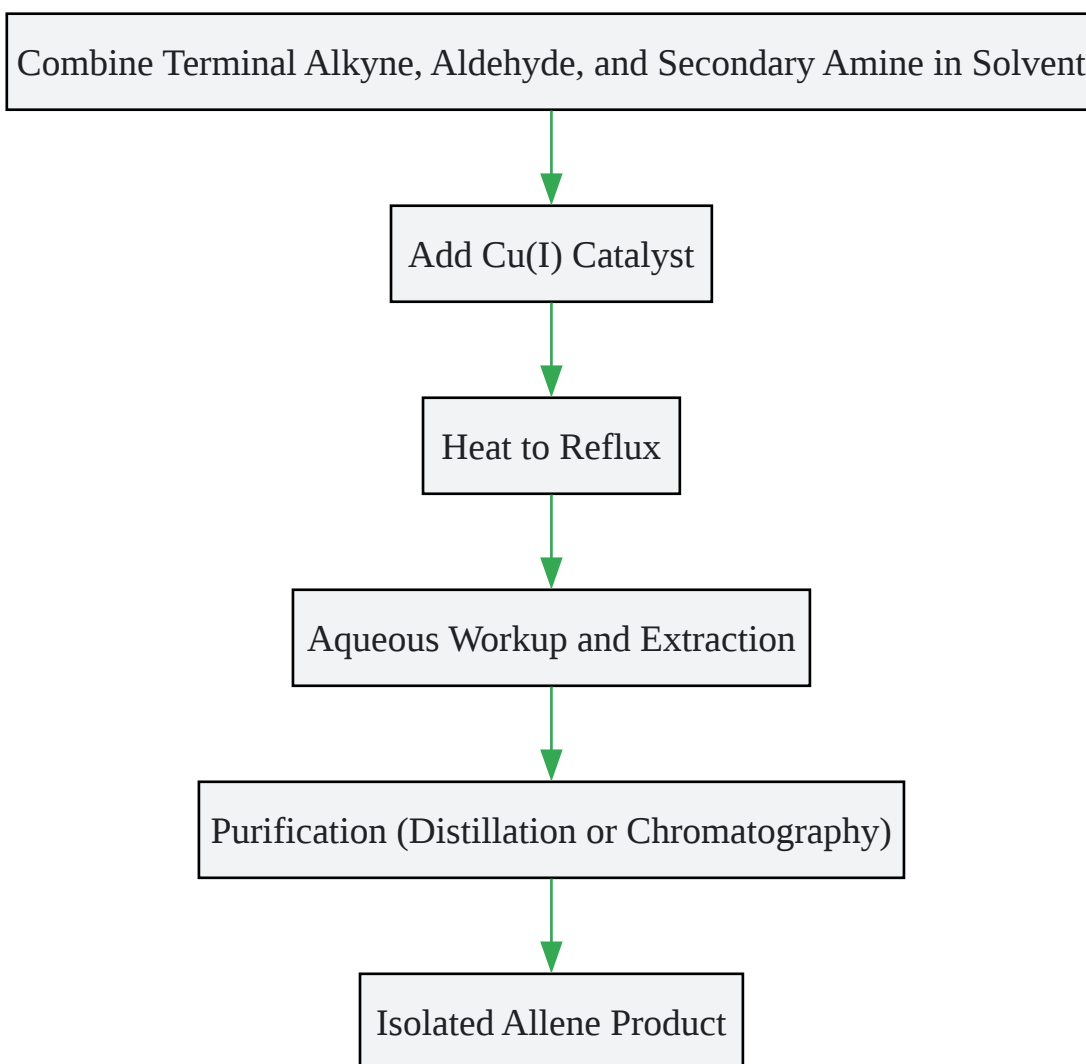 Combine Terminal Alkyne, Aldehyde, and Secondary Amine in Solvent
Add Cu(I) Catalyst
Heat to Reflux
Aqueous Workup and Extraction
Purification (Distillation or Chromatography)
Isolated Allene Product